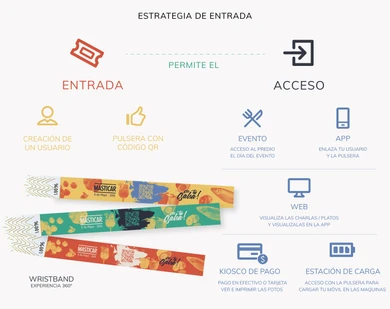 ESTRATEGIA DE ENTRADA
PERMITE EL
ENTRADA
ACCESO
CREACIÓN DE
UN USUARIO
PULSERA CON
CÓDIGO QR
EVENTO
ACCESO AL PREDIO
EL DÍA DEL EVENTO
APP
ENLAZA TU USUARIO
Y LA PULSERA
WEB
VISUALIZA LAS CHARLAS / PLATOS
Y VISUALIZALAS EN LA APP
MASTICAR
MASTICAR
MASTICAR
WRISTBAND
EXPERIENCIA 360º
KIOSCO DE PAGO
PAGO EN EFECTIVO O TARJETA
VER E IMPRIMIR LAS FOTOS
ESTACIÓN DE CARGA
ACCESO CON LA PULSERA PARA
CARGAR TU MÓVIL EN LAS MAQUINAS